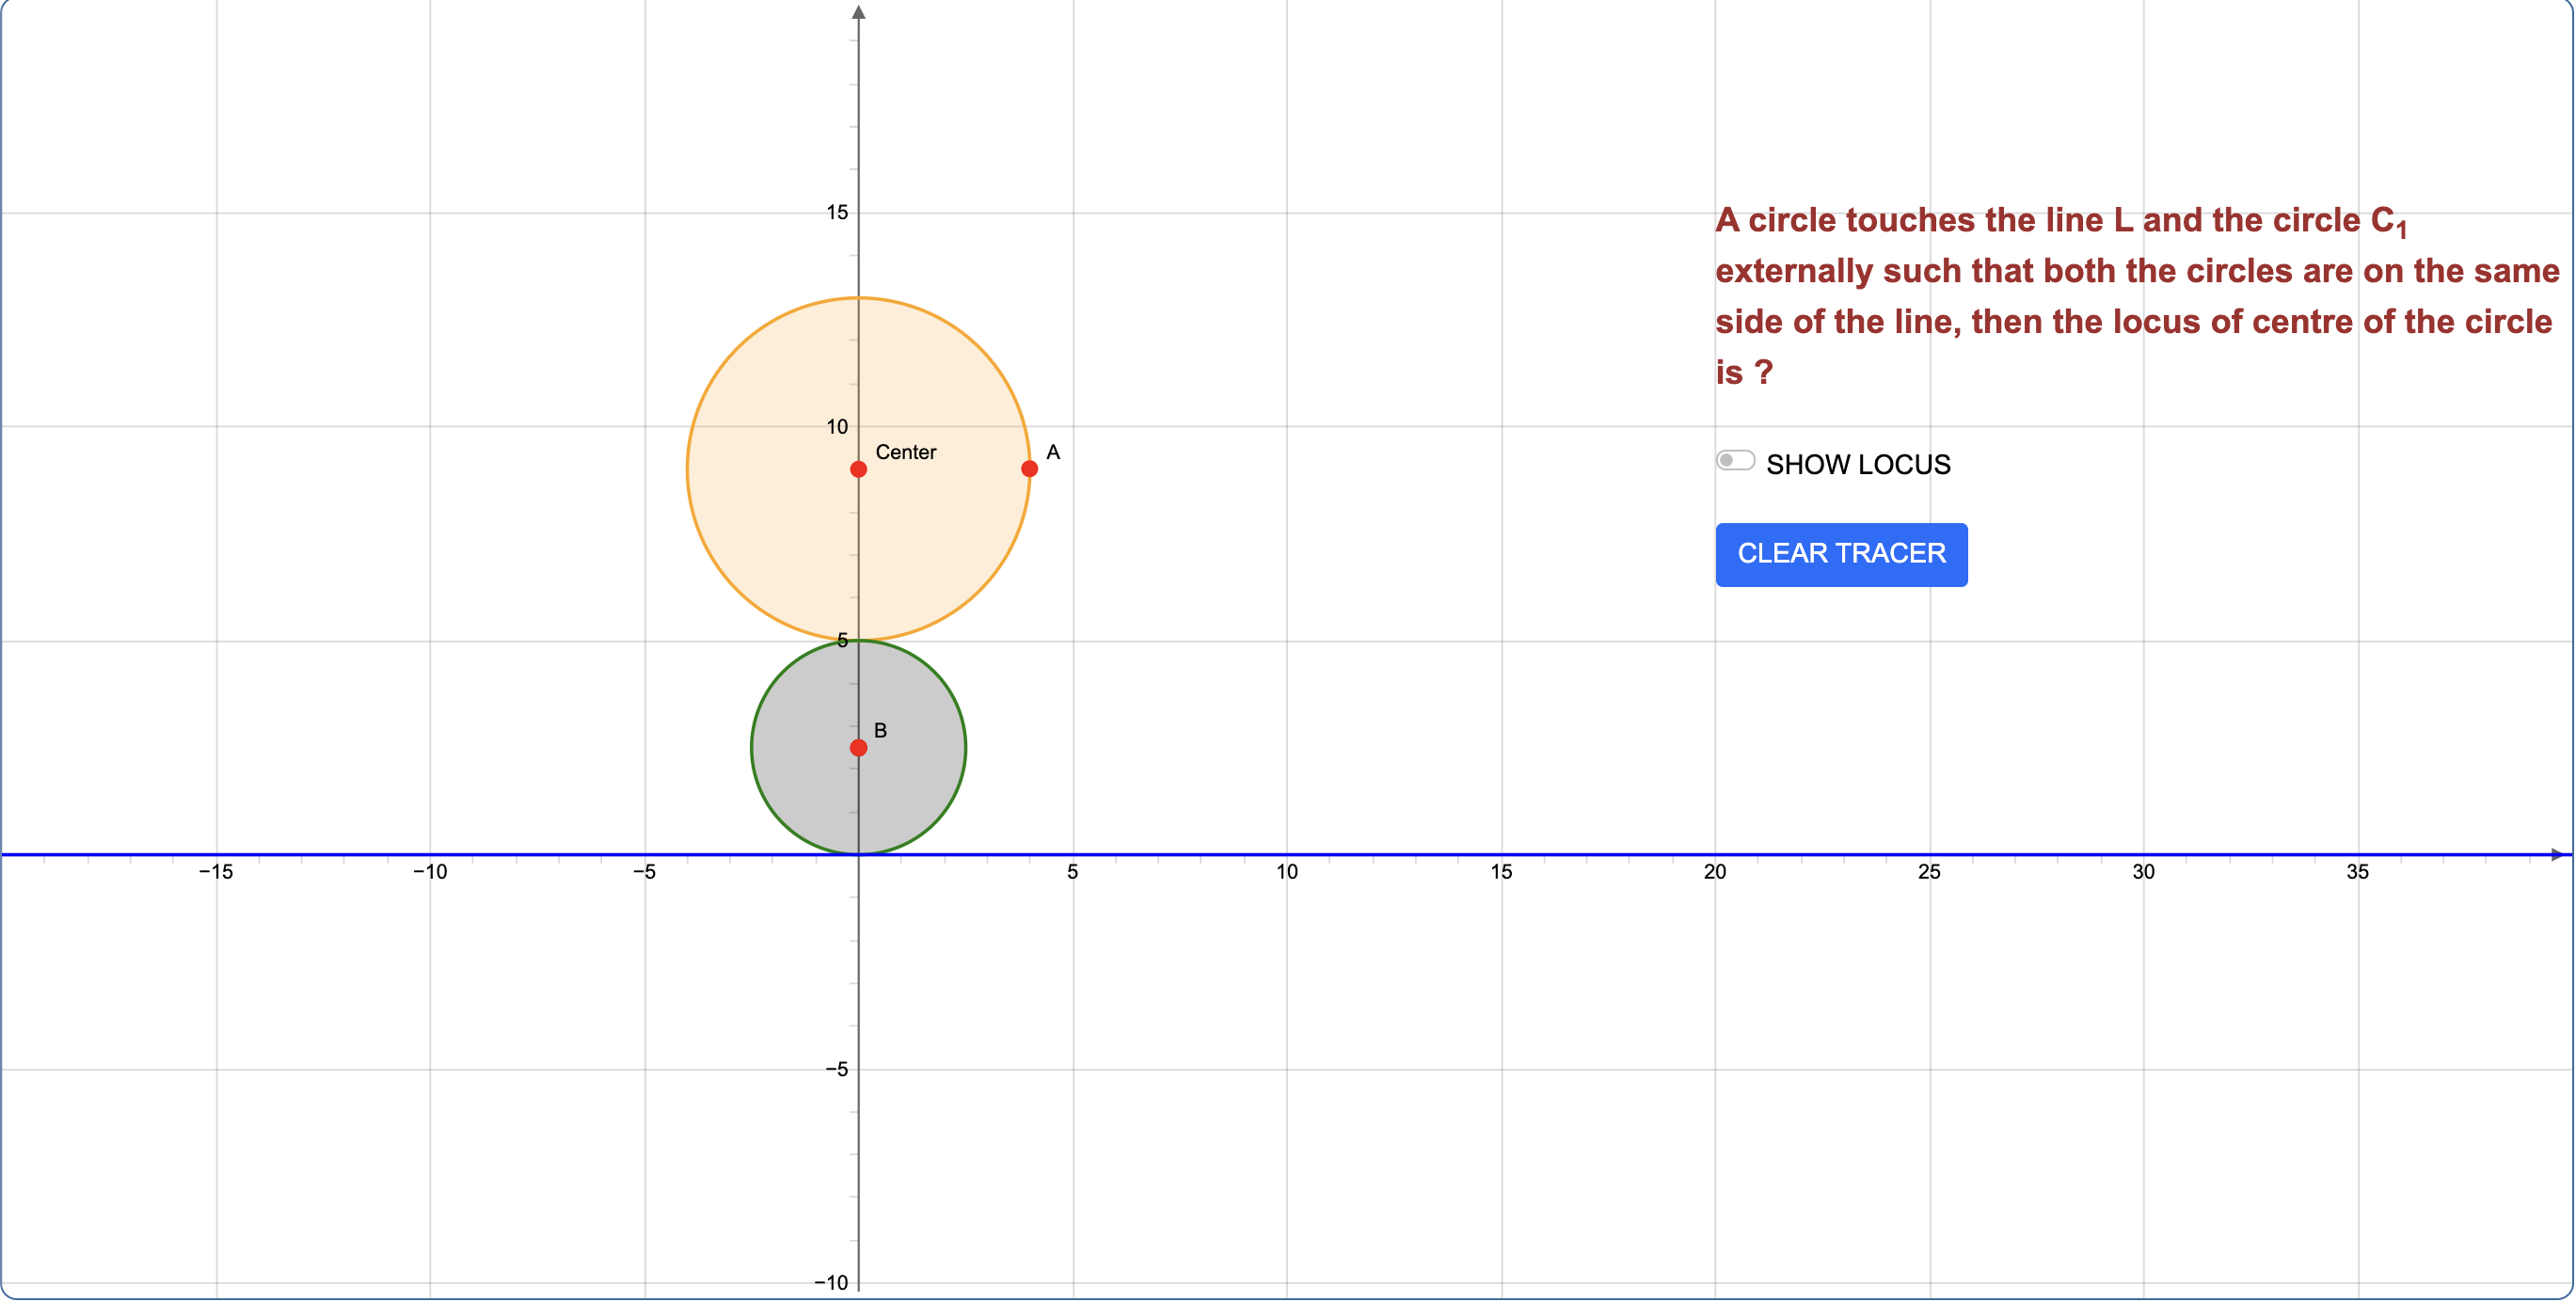 15
A circle touches the line L and the circle C₁
externally such that both the circles are on the same
side of the line, then the locus of centre of the circle
is ?
10
Center
A
SHOW LOCUS
CLEAR TRACER
5
B
−15 −10 −5 5 10 15 20 25 30 35
−5
−10